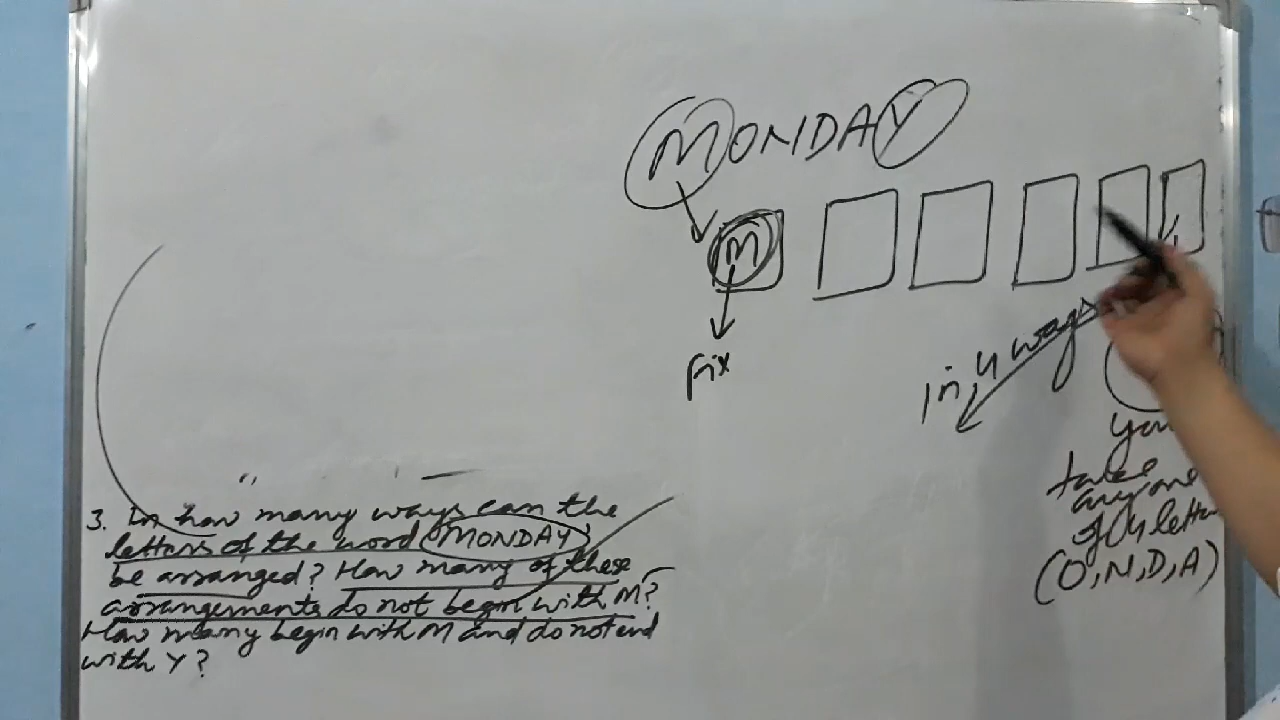 MONDAY
M
fix
in 4 ways
4
you
take
anyone
of 4 letter
(O, N, D, A)
3. In how many ways can the
letters of the word MONDAY
be arranged? How many of these
arrangements do not begin with M?
How many begin with M and do not end
with Y?